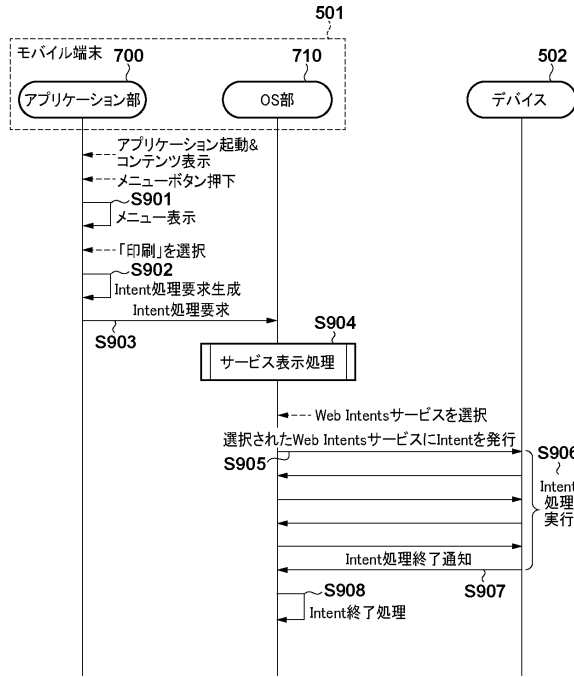 501
モバイル端末
700
710
502
アプリケーション部
OS部
デバイス
アプリケーション起動&
コンテンツ表示
メニューボタン押下
S901
メニュー表示
「印刷」を選択
S902
Intent処理要求生成
Intent処理要求
S903
S904
サービス表示処理
Web Intentsサービスを選択
選択されたWeb IntentsサービスにIntentを発行
S905
S906
Intent
処理
実行
Intent処理終了通知
S907
S908
Intent終了処理